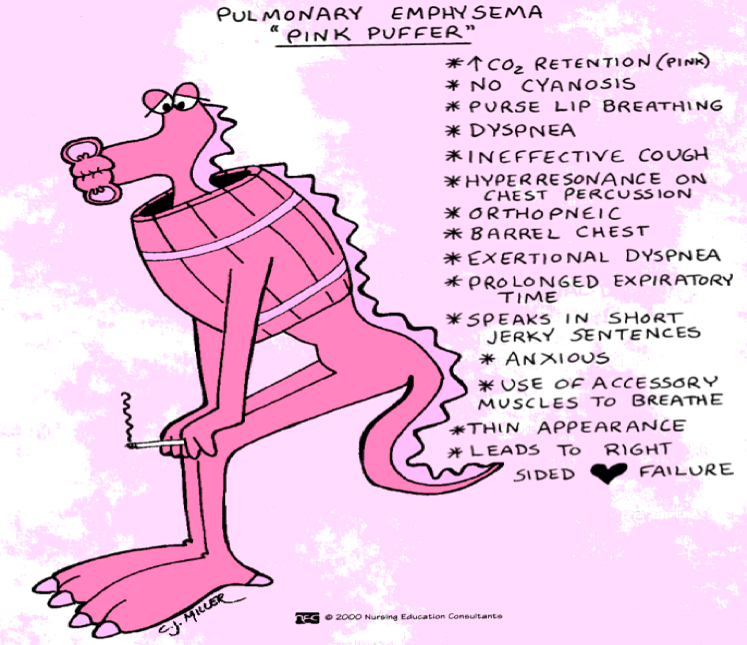 PULMONARY EMPHYSEMA
"PINK PUFFER"
* ↑ CO₂ RETENTION (PINK)
* NO CYANOSIS
* PURSE LIP BREATHING
* DYSPNEA
* INEFFECTIVE COUGH
* HYPERRESONANCE ON
CHEST PERCUSSION
* ORTHOPNEIC
* BARREL CHEST
* EXERTIONAL DYSPNEA
* PROLONGED EXPIRATORY
TIME
* SPEAKS IN SHORT
JERKY SENTENCES
* ANXIOUS
* USE OF ACCESSORY
MUSCLES TO BREATHE
* THIN APPEARANCE
* LEADS TO RIGHT
SIDED ♥ FAILURE
C.J. MILLER
NEC © 2000 Nursing Education Consultants